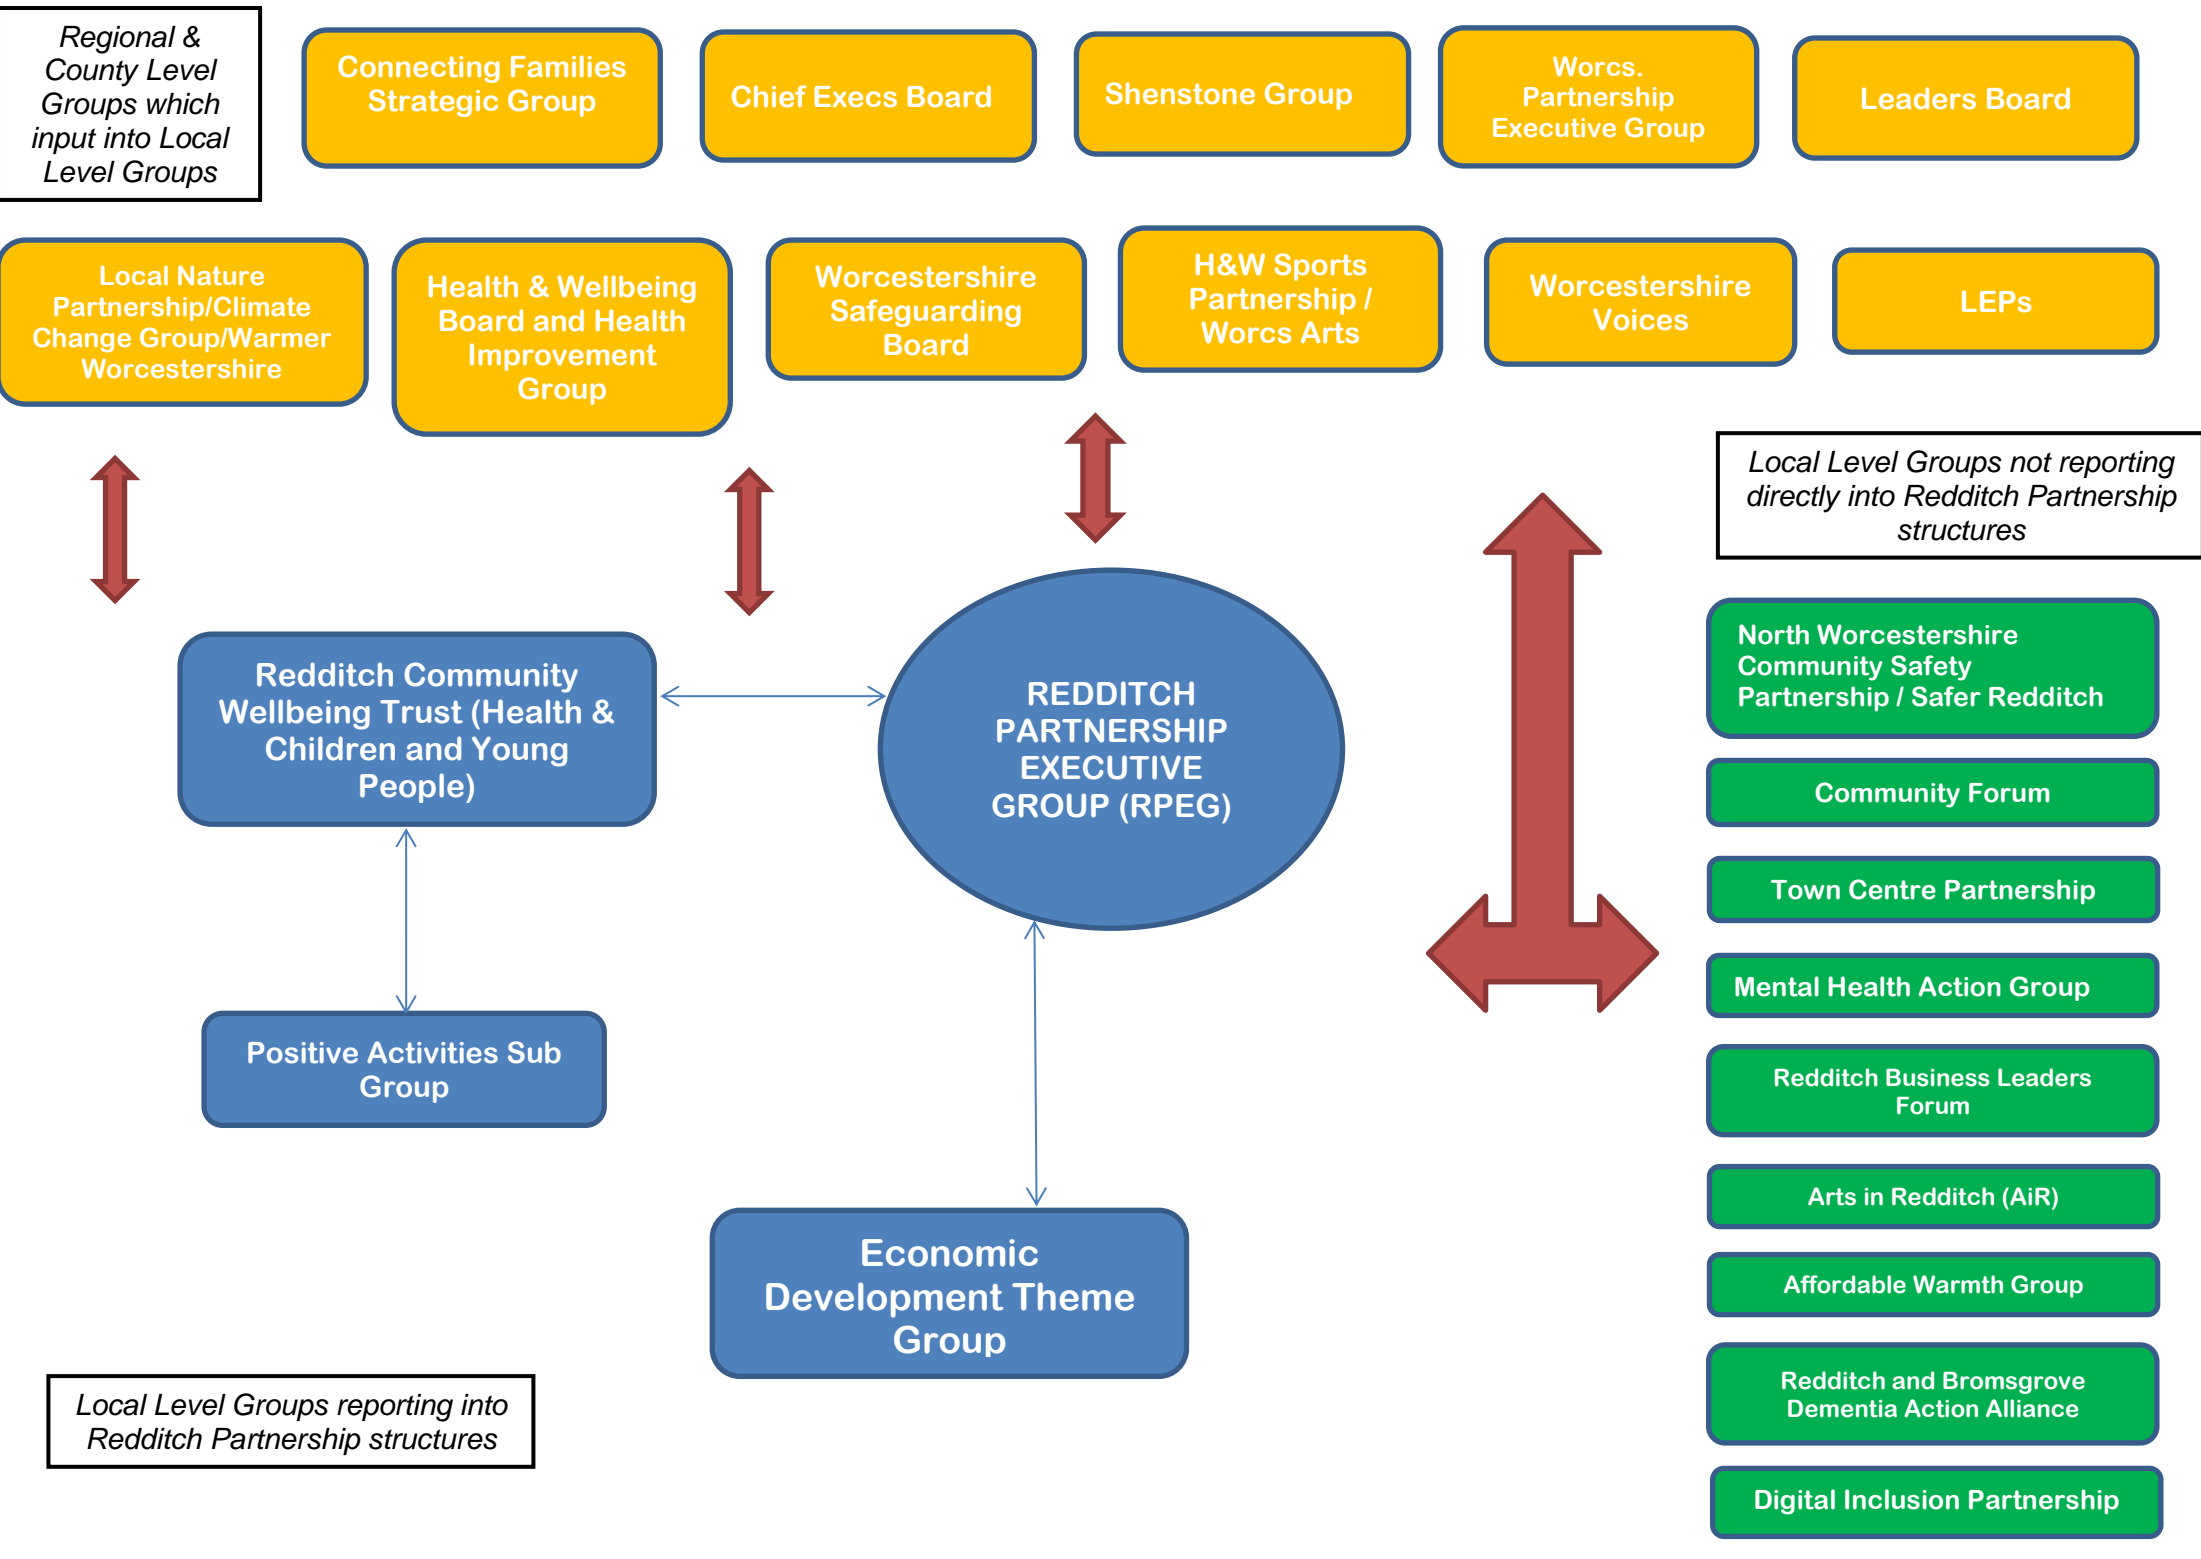 Regional &
County Level
Groups which
input into Local
Level Groups
Connecting Families
Strategic Group
Chief Execs Board
Shenstone Group
Worcs.
Partnership
Executive Group
Leaders Board
Local Nature
Partnership/Climate
Change Group/Warmer
Worcestershire
Health & Wellbeing
Board and Health
Improvement
Group
Worcestershire
Safeguarding
Board
H&W Sports
Partnership /
Worcs Arts
Worcestershire
Voices
LEPs
Local Level Groups not reporting
directly into Redditch Partnership
structures
Redditch Community
Wellbeing Trust (Health &
Children and Young
People)
REDDITCH
PARTNERSHIP
EXECUTIVE
GROUP (RPEG)
Positive Activities Sub
Group
Economic
Development Theme
Group
North Worcestershire
Community Safety
Partnership / Safer Redditch
Community Forum
Town Centre Partnership
Mental Health Action Group
Redditch Business Leaders
Forum
Arts in Redditch (AiR)
Affordable Warmth Group
Redditch and Bromsgrove
Dementia Action Alliance
Digital Inclusion Partnership
Local Level Groups reporting into
Redditch Partnership structures